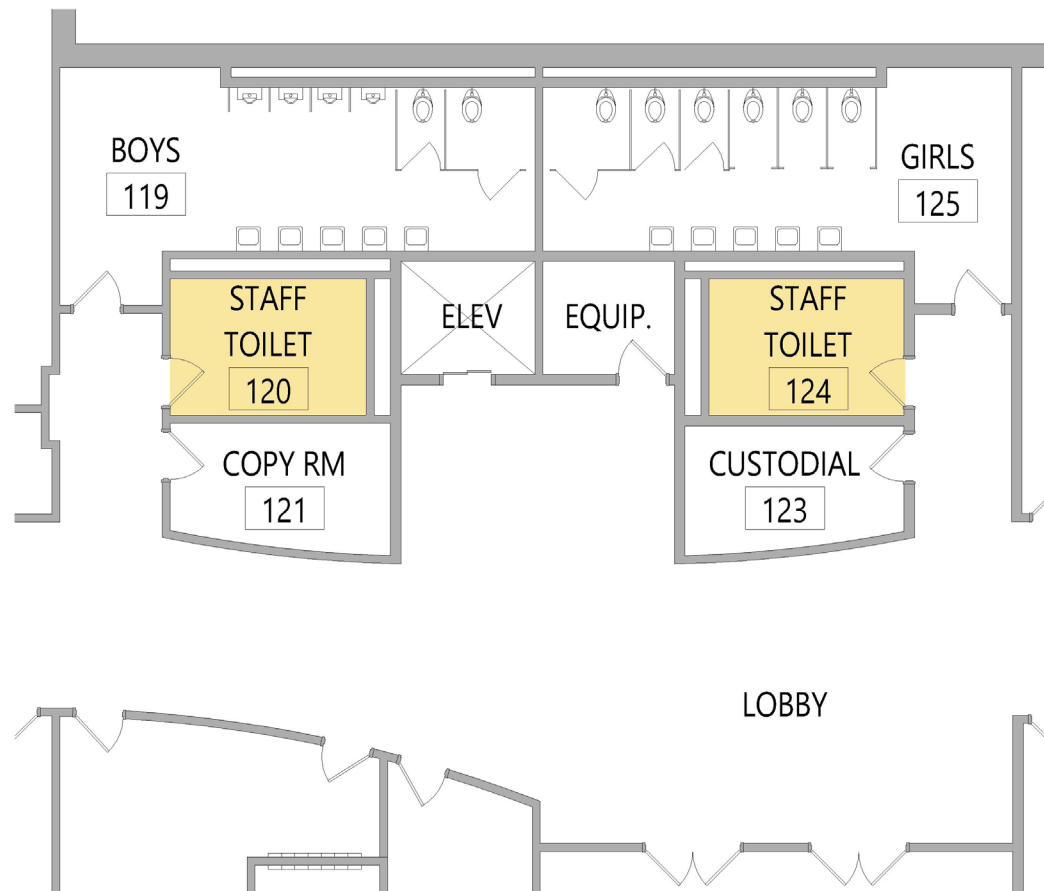 BOYS
119
GIRLS
125
STAFF
TOILET
120
ELEV
EQUIP.
STAFF
TOILET
124
COPY RM
121
CUSTODIAL
123
LOBBY